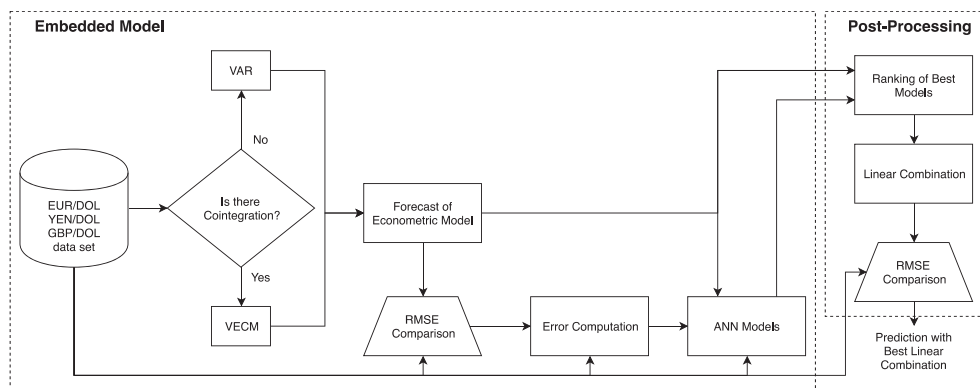 Embedded Model
Post-Processing
VAR
No
EUR/DOL
YEN/DOL
GBP/DOL
data set
Is there
Cointegration?
Yes
VECM
Forecast of
Econometric Model
RMSE
Comparison
Error Computation
ANN Models
Ranking of Best
Models
Linear Combination
RMSE
Comparison
Prediction with
Best Linear
Combination